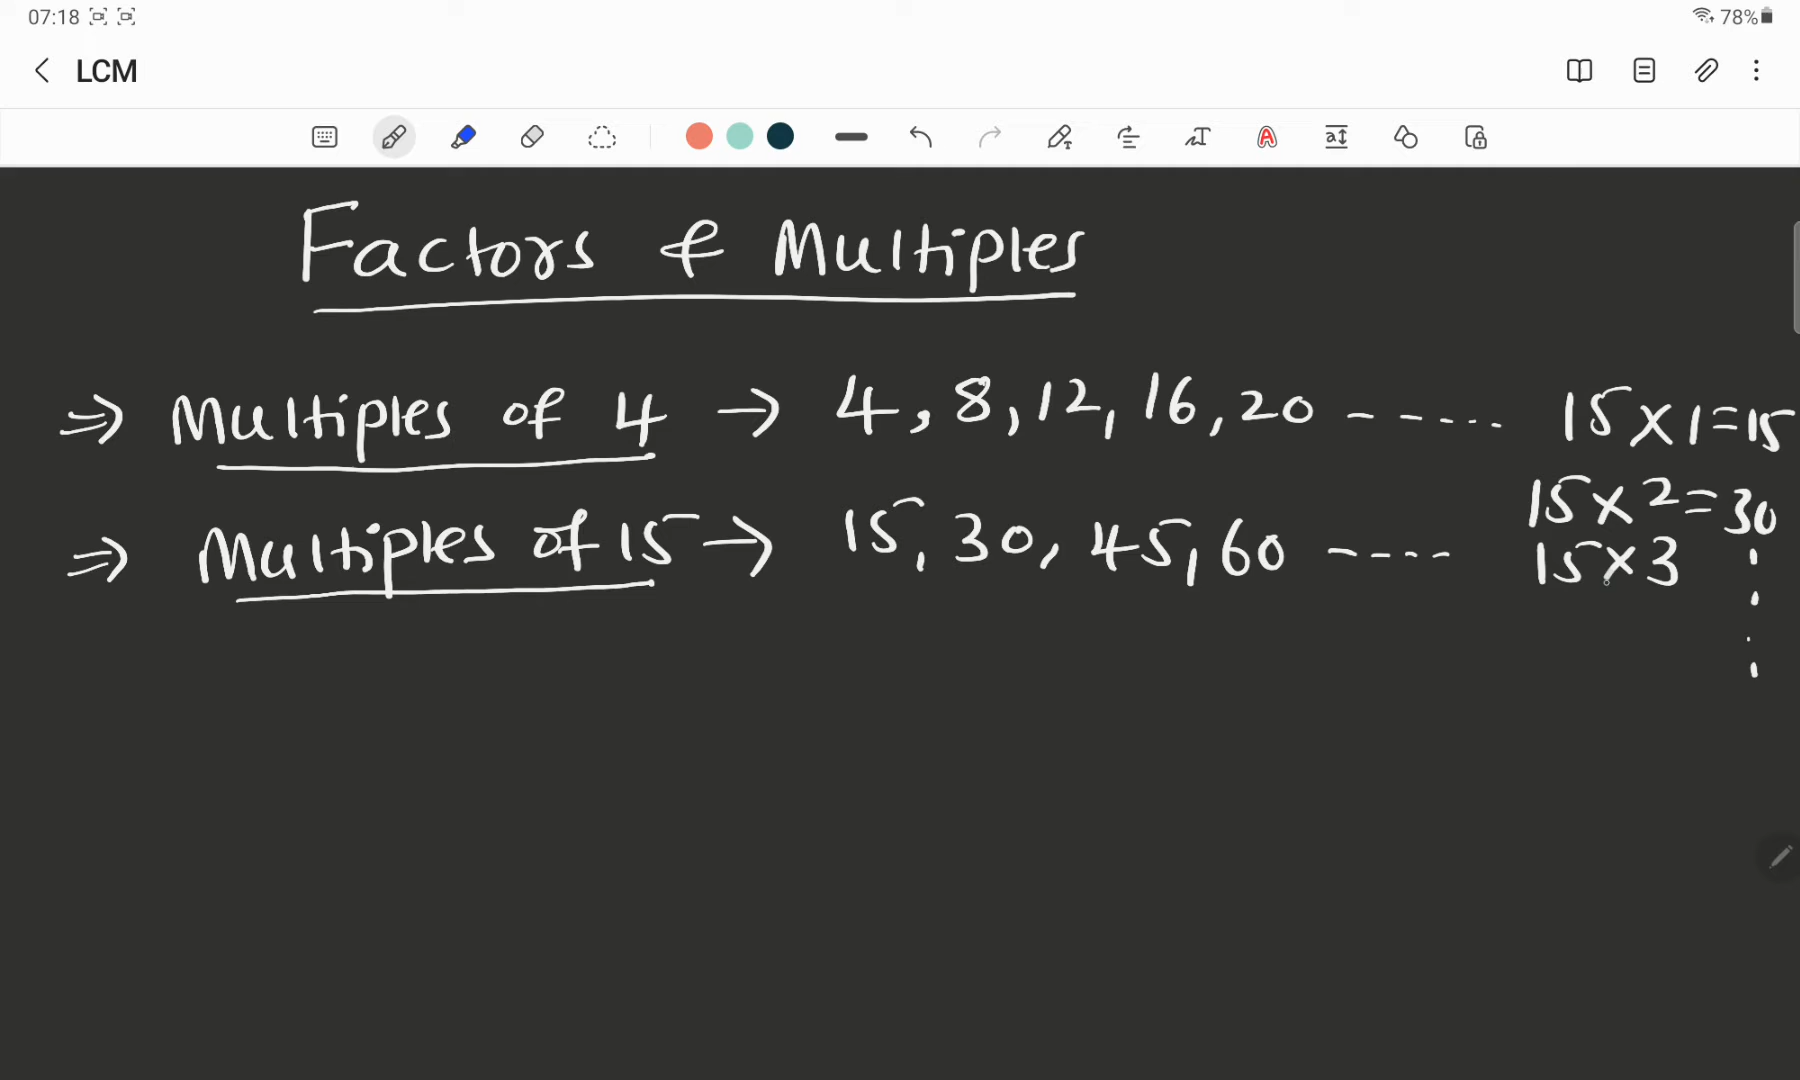 07:18 78%
LCM
Factors & Multiples
⇒ Multiples of 4 → 4, 8, 12, 16, 20 ------ 15 × 1 = 15
15 × 2 = 30
⇒ Multiples of 15 → 15, 30, 45, 60 ----- 15 × 3